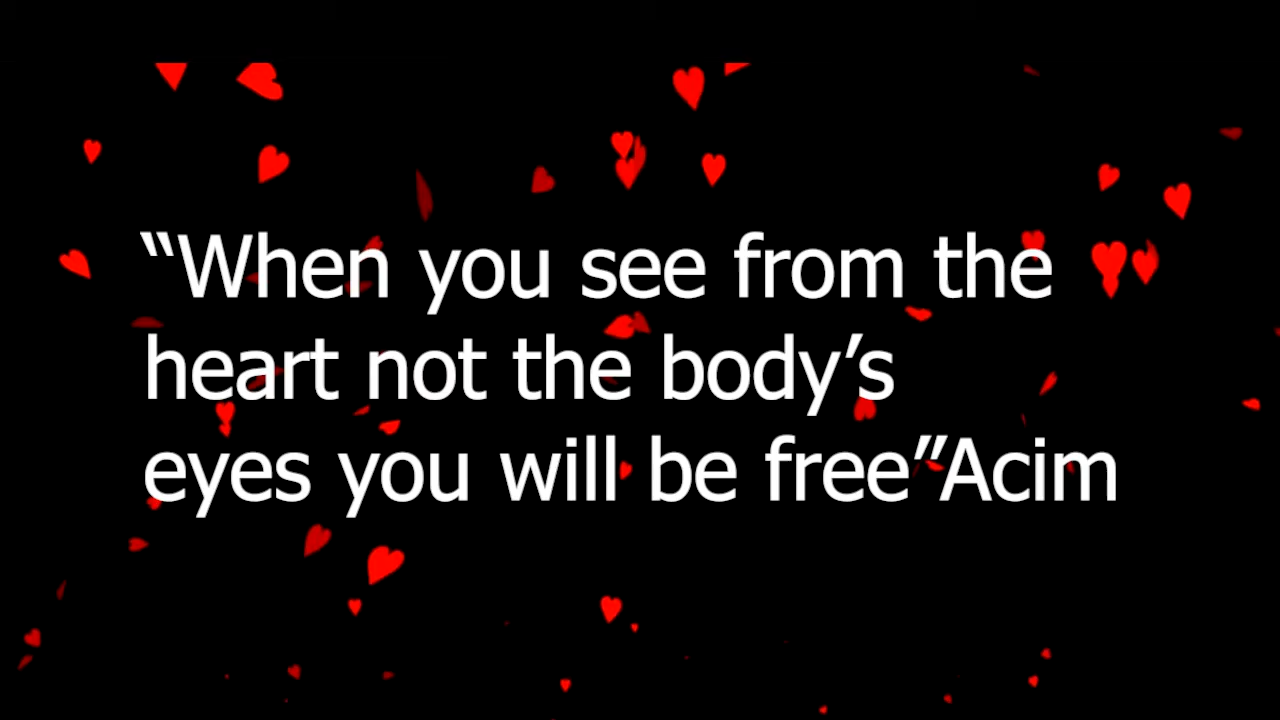 “When you see from the
heart not the body’s
eyes you will be free”Acim